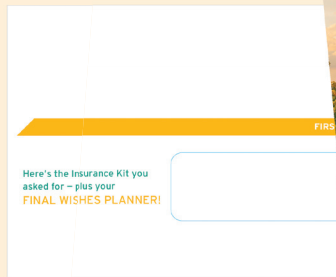 FIRS
Here's the Insurance Kit you
asked for – plus your
FINAL WISHES PLANNER!